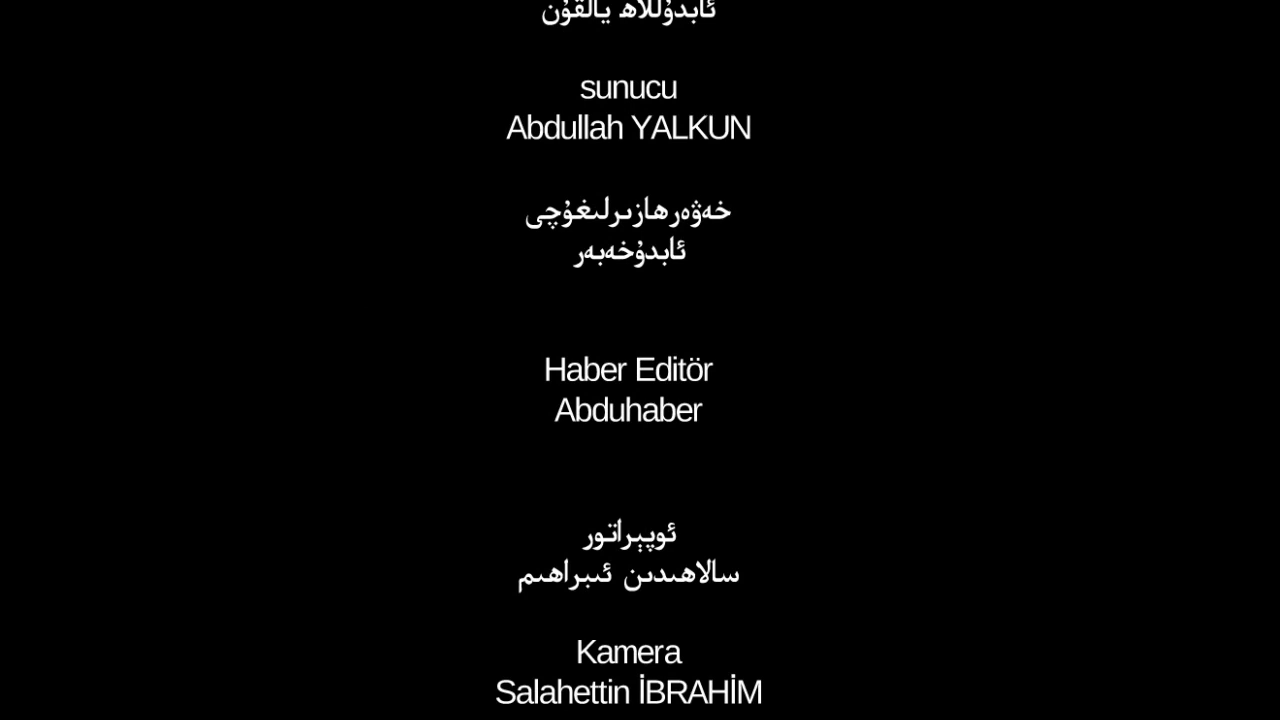 ئابدۇللاھ يالقۇن
sunucu
Abdullah YALKUN
خەۋەرھازىرلىغۇچى
ئابدۇخەبەر
Haber Editör
Abduhaber
ئوپېراتور
سالاھىدىن ئىبراھىم
Kamera
Salahettin İBRAHİM